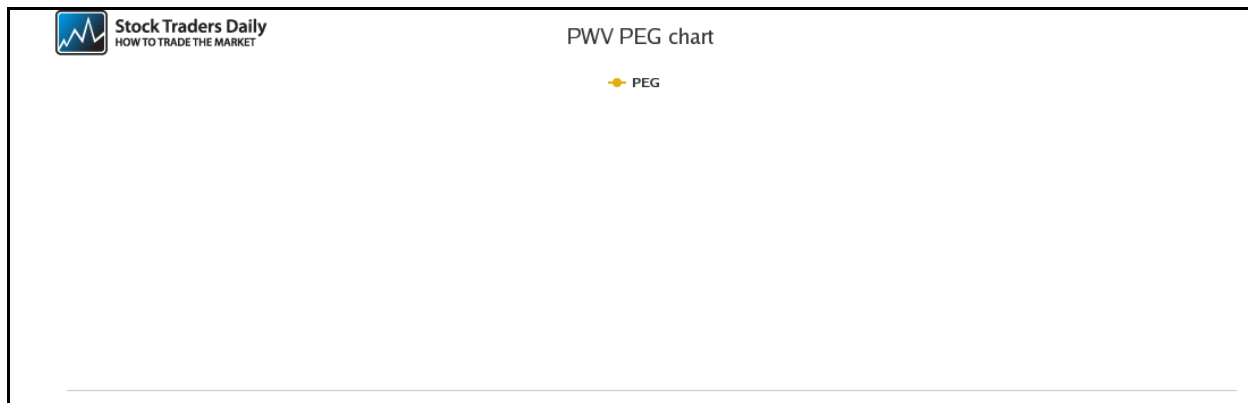 Stock Traders Daily
HOW TO TRADE THE MARKET
PWV PEG chart
PEG